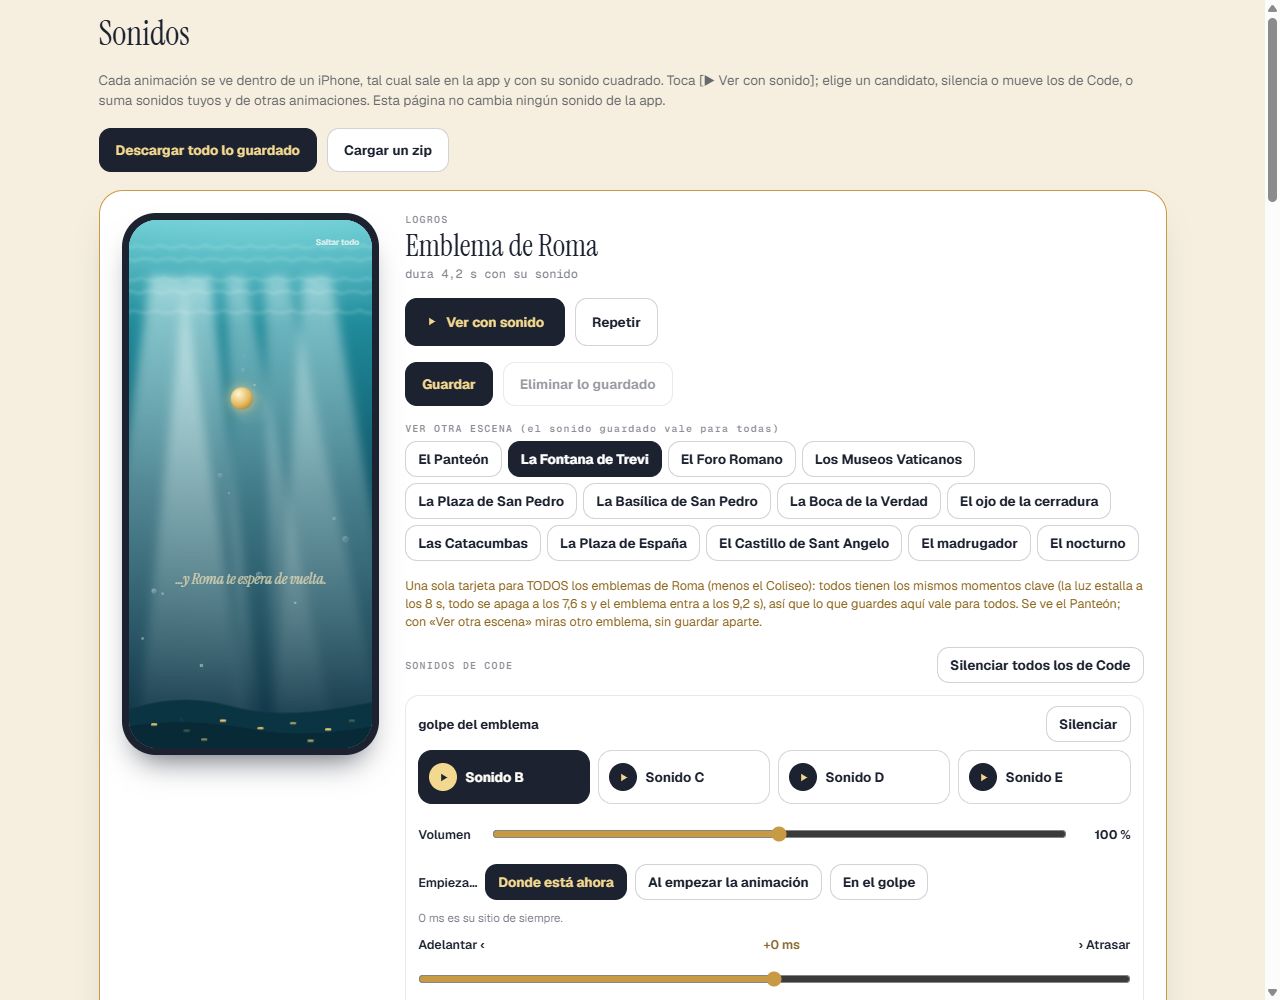 Sonidos
Cada animación se ve dentro de un iPhone, tal cual sale en la app y con su sonido cuadrado. Toca [▶ Ver con sonido]; elige un candidato, silencia o mueve los de Code, o
suma sonidos tuyos y de otras animaciones. Esta página no cambia ningún sonido de la app.
Descargar todo lo guardado
Cargar un zip
Saltar todo
...y Roma te espera de vuelta.
LOGROS
Emblema de Roma
dura 4,2 s con su sonido
Ver con sonido
Repetir
Guardar
Eliminar lo guardado
VER OTRA ESCENA (el sonido guardado vale para todas)
El Panteón
La Fontana de Trevi
El Foro Romano
Los Museos Vaticanos
La Plaza de San Pedro
La Basílica de San Pedro
La Boca de la Verdad
El ojo de la cerradura
Las Catacumbas
La Plaza de España
El Castillo de Sant Angelo
El madrugador
El nocturno
Una sola tarjeta para TODOS los emblemas de Roma (menos el Coliseo): todos tienen los mismos momentos clave (la luz estalla a
los 8 s, todo se apaga a los 7,6 s y el emblema entra a los 9,2 s), así que lo que guardes aquí vale para todos. Se ve el Panteón;
con «Ver otra escena» miras otro emblema, sin guardar aparte.
SONIDOS DE CODE
Silenciar todos los de Code
golpe del emblema
Silenciar
Sonido B
Sonido C
Sonido D
Sonido E
Volumen
100 %
Empieza...
Donde está ahora
Al empezar la animación
En el golpe
0 ms es su sitio de siempre.
Adelantar ‹
+0 ms
› Atrasar